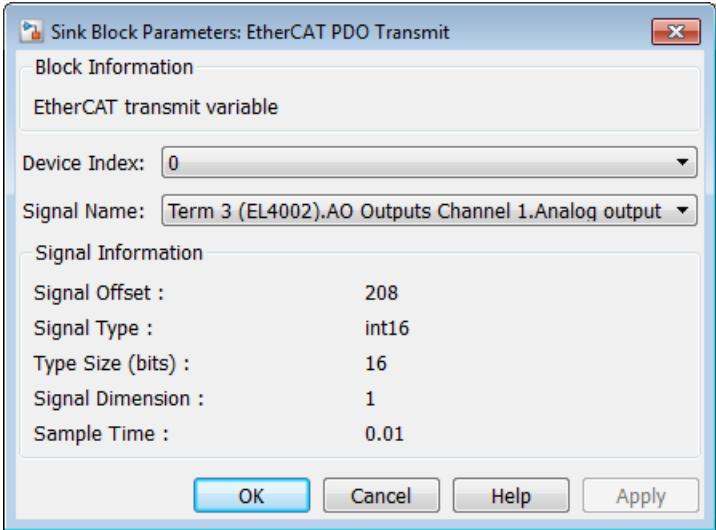 Sink Block Parameters: EtherCAT PDO Transmit
Block Information
EtherCAT transmit variable
Device Index: 0
Signal Name: Term 3 (EL4002).AO Outputs Channel 1.Analog output
Signal Information
Signal Offset : 208
Signal Type : int16
Type Size (bits) : 16
Signal Dimension : 1
Sample Time : 0.01
OK Cancel Help Apply